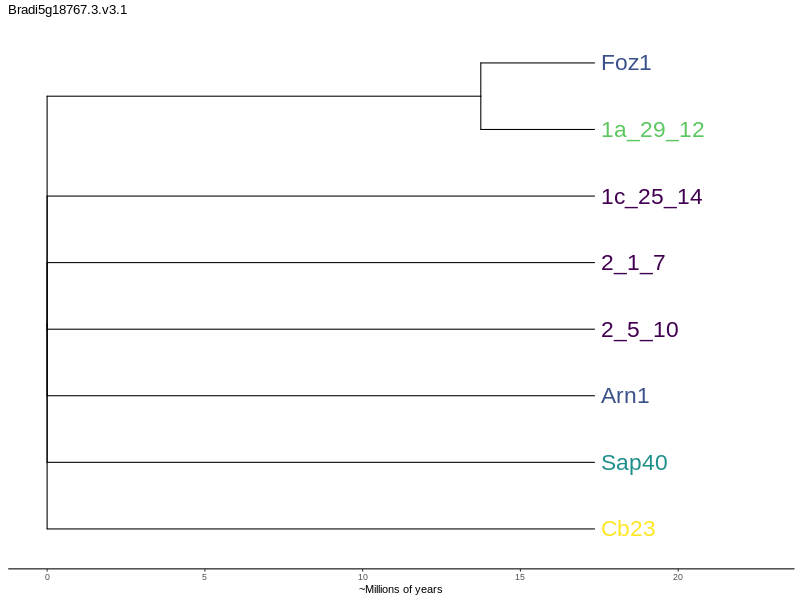 Bradi5g18767.3.v3.1
Foz1
1a_29_12
1c_25_14
2_1_7
2_5_10
Arn1
Sap40
Cb23
0 5 10 15 20
~Millions of years